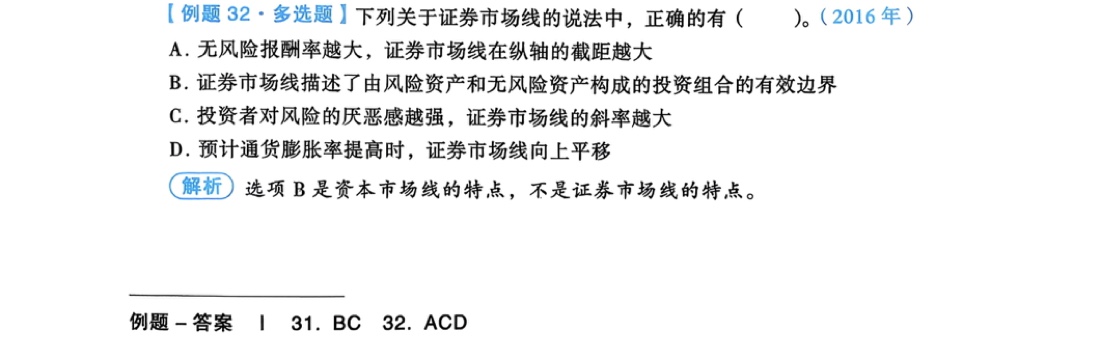 【例题 32·多选题】下列关于证券市场线的说法中，正确的有（　　）。（2016 年）
A. 无风险报酬率越大，证券市场线在纵轴的截距越大
B. 证券市场线描述了由风险资产和无风险资产构成的投资组合的有效边界
C. 投资者对风险的厌恶感越强，证券市场线的斜率越大
D. 预计通货膨胀率提高时，证券市场线向上平移
解析 选项 B 是资本市场线的特点，不是证券市场线的特点。
例题－答案 | 31. BC 32. ACD